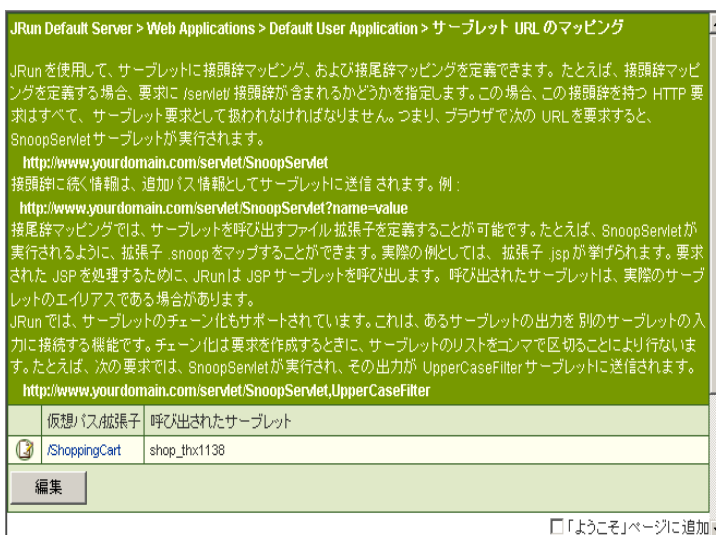 JRun Default Server > Web Applications > Default User Application > サーブレット URL のマッピング
JRun を使用して、サーブレットに接頭辞マッピング、および接尾辞マッピングを定義できます。たとえば、接頭辞マッピ
ングを定義する場合、要求に /servlet/ 接頭辞が含まれるかどうかを指定します。この場合、この接頭辞を持つ HTTP 要
求はすべて、サーブレット要求として扱われなければなりません。つまり、ブラウザで次の URL を要求すると、
SnoopServlet サーブレットが実行されます。
http://www.yourdomain.com/servlet/SnoopServlet
接頭辞に続く情報は、追加パス情報としてサーブレットに送信 されます。例 :
http://www.yourdomain.com/servlet/SnoopServlet?name=value
接尾辞マッピングでは、サーブレットを呼び出すファイル拡張子を定義することが 可能です。たとえば、SnoopServlet が
実行されるように、拡張子 .snoop をマップすることができます。実際の例としては、 拡張子 .jsp が挙げられます。要求
された JSP を処理するために、JRun は JSP サーブレットを呼び出します。 呼び出されたサーブレットは、実際のサーブ
レットのエイリアスである場合があります。
JRun では、サーブレットのチェーン化もサポートされています。これは、あるサーブレットの出力を 別のサーブレットの入
力に接続する機能です。チェーン化は要求を作成するときに、サーブレットのリストをコンマで区切ることにより行ないま
す。たとえば、次の要求では、SnoopServlet が実行され、その出力が UpperCaseFilter サーブレットに送信されます。
http://www.yourdomain.com/servlet/SnoopServlet,UpperCaseFilter
仮想パス/拡張子 呼び出されたサーブレット
/ShoppingCart shop_thx1138
編集
「ようこそ」ページに追加